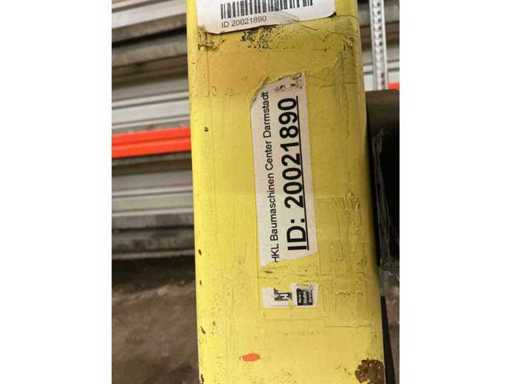 ID 20021890
HKL Baumaschinen Center Darmstadt
ID: 20021890